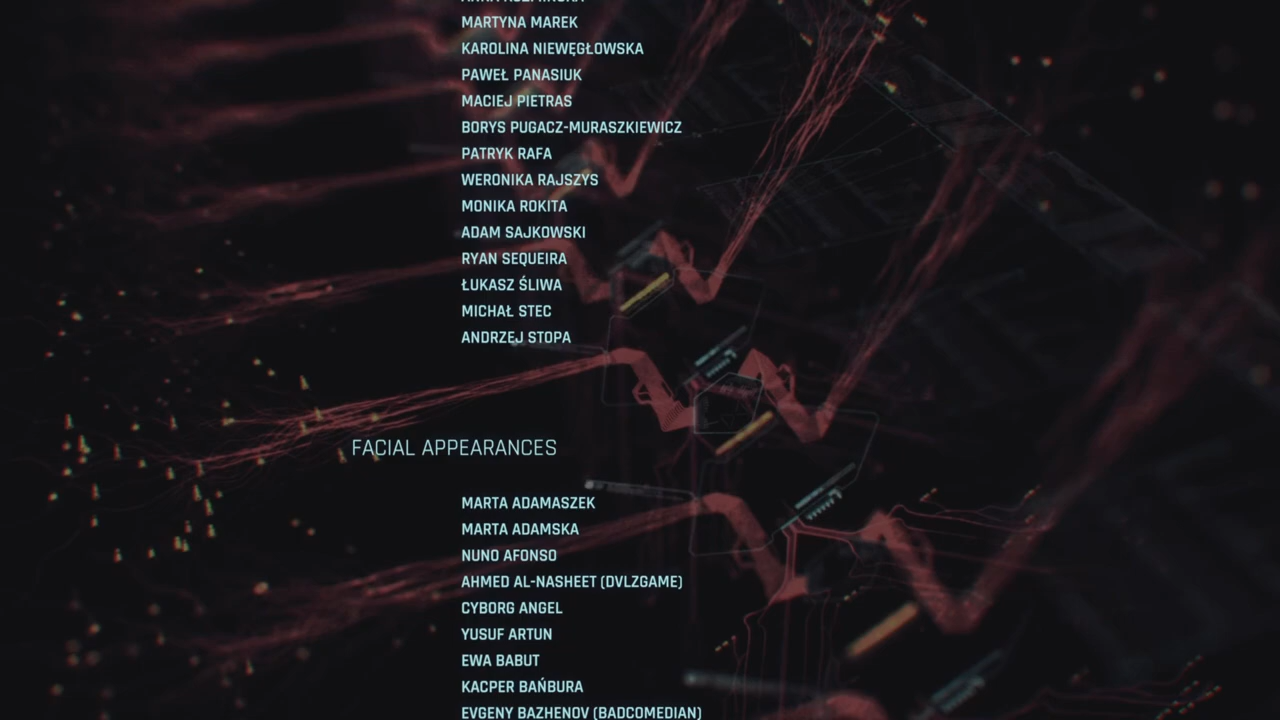 MARTYNA MAREK
KAROLINA NIEWĘGŁOWSKA
PAWEŁ PANASIUK
MACIEJ PIETRAS
BORYS PUGACZ-MURASZKIEWICZ
PATRYK RAFA
WERONIKA RAJSZYS
MONIKA ROKITA
ADAM SAJKOWSKI
RYAN SEQUEIRA
ŁUKASZ ŚLIWA
MICHAŁ STEC
ANDRZEJ STOPA
FACIAL APPEARANCES
MARTA ADAMASZEK
MARTA ADAMSKA
NUNO AFONSO
AHMED AL-NASHEET (DVLZGAME)
CYBORG ANGEL
YUSUF ARTUN
EWA BABUT
KACPER BAŃBURA
EVGENY BAZHENOV (BADCOMEDIAN)